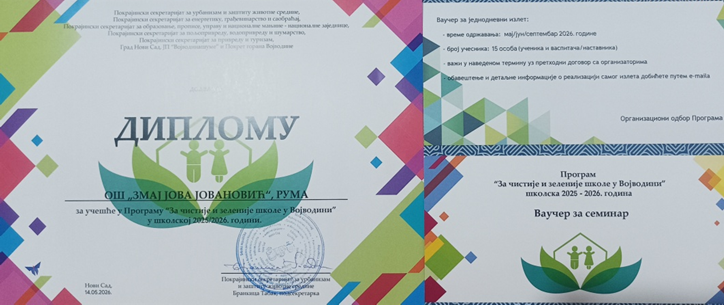 Покрајински секретаријат за урбанизам и заштиту животне средине,
Покрајински секретаријат за енергетику, грађевинарство и саобраћај,
Покрајински секретаријат за образовање, прописе, управу и националне мањине - националне заједнице,
Покрајински секретаријат за пољопривреду, водопривреду и шумарство,
Покрајински секретаријат за привреду и туризам,
Град Нови Сад, ЈП "Војводинашуме" и Покрет горана Војводине
ДИПЛОМУ
ОШ „ЗМАЈ ЈОВА ЈОВАНОВИЋ“, РУМА
за учешће у Програму “За чистије и зеленије школе у Војводини”
у школској 2025/2026. години.
Покрајински секретаријат за урбанизам
и заштиту животне средине
Нови Сад,
14.05.2026.
Ваучер за једнодневни излет:
- време одржавања: мај/јун/септембар 2026. године
- број учесника: 15 особа (ученика и васпитача/наставника)
- важи у наведеном термину уз претходни договор са организаторима
- обавештење и детаљне информације о реализацији самог излета добићете путем e-maila
Организациони одбор Програма
Програм
“За чистије и зеленије школе у Војводини”
школска 2025 - 2026. година
Ваучер за семинар